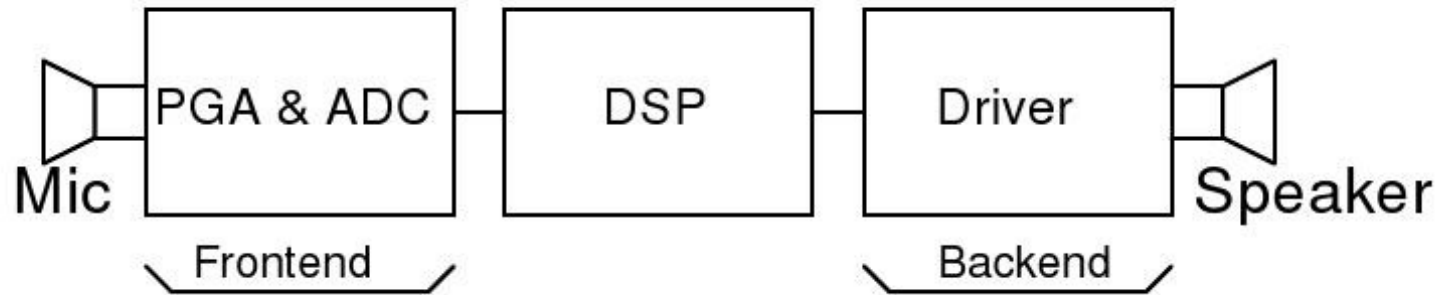 PGA & ADC
DSP
Driver
Mic
Speaker
Frontend
Backend